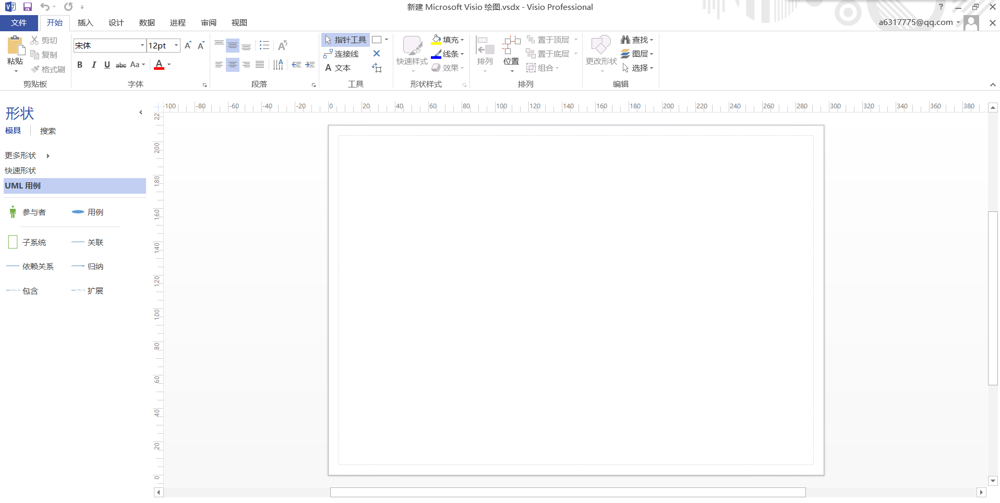 新建 Microsoft Visio 绘图.vsdx - Visio Professional
?
文件 开始 插入 设计 数据 进程 审阅 视图
a6317775@qq.com
粘贴
剪切
复制
格式刷
剪贴板
宋体 12pt A A
B I U abc Aa A
字体
A
段落
指针工具
连接线
A 文本
工具
快速样式
填充
线条
效果
形状样式
排列
位置
置于顶层
置于底层
组合
排列
更改形状
查找
图层
选择
编辑
形状
模具 搜索
更多形状
快速形状
UML 用例
参与者 用例
子系统 关联
依赖关系 归纳
包含 扩展
-100 -80 -60 -40 -20 0 20 40 60 80 100 120 140 160 180 200 220 240 260 280 300 320 340 360 380
22
200
180
160
140
120
100
80
60
40
20
0